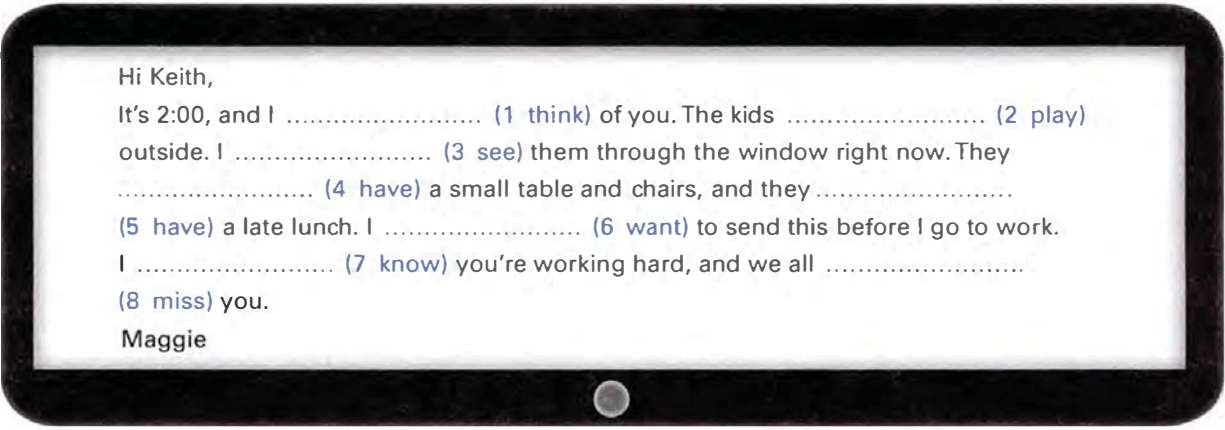 Hi Keith,
It's 2:00, and I ........................ (1 think) of you. The kids ........................ (2 play)
outside. I ........................ (3 see) them through the window right now. They
........................ (4 have) a small table and chairs, and they ........................
(5 have) a late lunch. I ........................ (6 want) to send this before I go to work.
I ........................ (7 know) you're working hard, and we all ........................
(8 miss) you.
Maggie